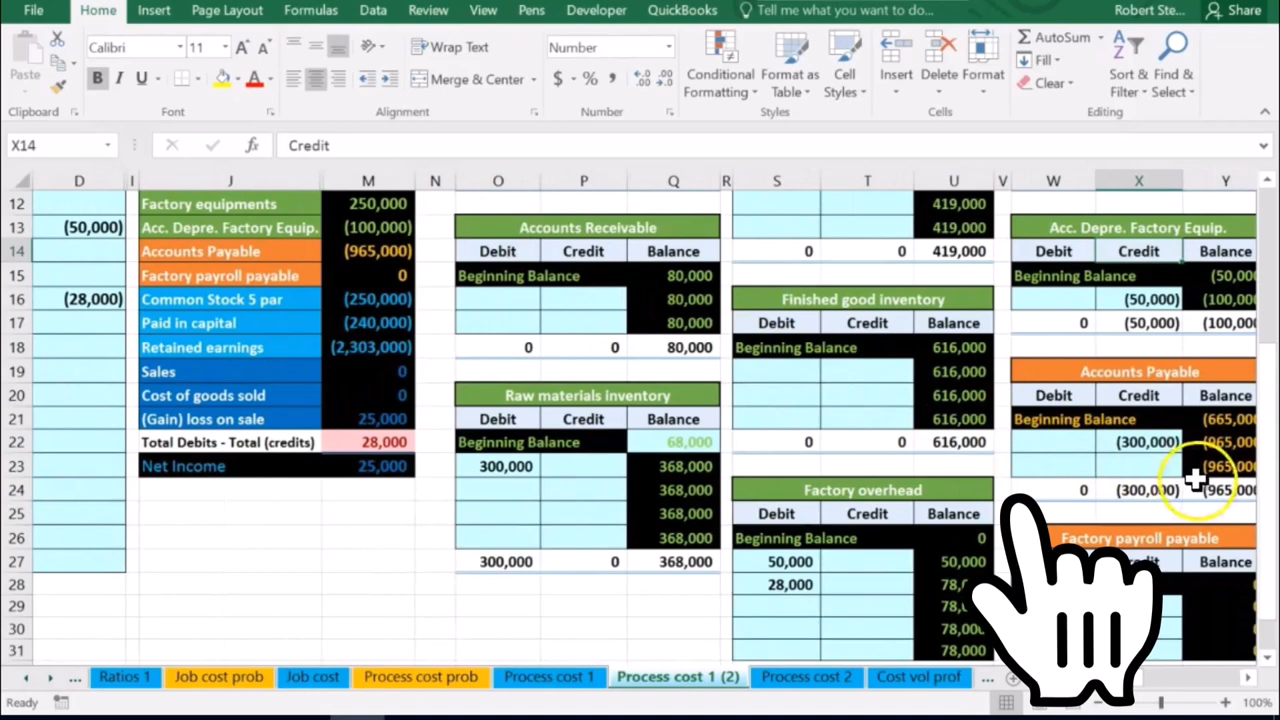 File Home Insert Page Layout Formulas Data Review View Pens Developer QuickBooks Tell me what you want to do... Robert Ste... Share
Paste Calibri 11 A A Wrap Text Number AutoSum
B I U A Merge & Center $ % , Conditional Formatting Format as Table Cell Styles Insert Delete Format Fill Clear Sort & Filter Find & Select
Clipboard Font Alignment Number Styles Cells Editing
X14 fx Credit
D I J M N O P Q R S T U V W X Y
12 Factory equipments 250,000 419,000
13 (50,000) Acc. Depre. Factory Equip. (100,000) Accounts Receivable 419,000 Acc. Depre. Factory Equip.
14 Accounts Payable (965,000) Debit Credit Balance 0 0 419,000 Debit Credit Balance
15 Factory payroll payable 0 Beginning Balance 80,000 Beginning Balance (50,00
16 (28,000) Common Stock 5 par (250,000) 80,000 Finished good inventory (50,000) (100,00
17 Paid in capital (240,000) 80,000 Debit Credit Balance 0 (50,000) (100,00
18 Retained earnings (2,303,000) 0 0 80,000 Beginning Balance 616,000
19 Sales 0 616,000 Accounts Payable
20 Cost of goods sold 0 Raw materials inventory 616,000 Debit Credit Balance
21 (Gain) loss on sale 25,000 Debit Credit Balance 616,000 Beginning Balance (665,00
22 Total Debits - Total (credits) 28,000 Beginning Balance 68,000 0 0 616,000 (300,000) (965,00
23 Net Income 25,000 300,000 368,000 (965,00
24 368,000 Factory overhead 0 (300,000) (965,00
25 368,000 Debit Credit Balance
26 368,000 Beginning Balance 0 Factory payroll payable
27 300,000 0 368,000 50,000 50,000 Balance
28 28,000 78,
29 78,
30 78,000
31 78,000
... Ratios 1 Job cost prob Job cost Process cost prob Process cost 1 Process cost 1 (2) Process cost 2 Cost vol prof ...
Ready 100%